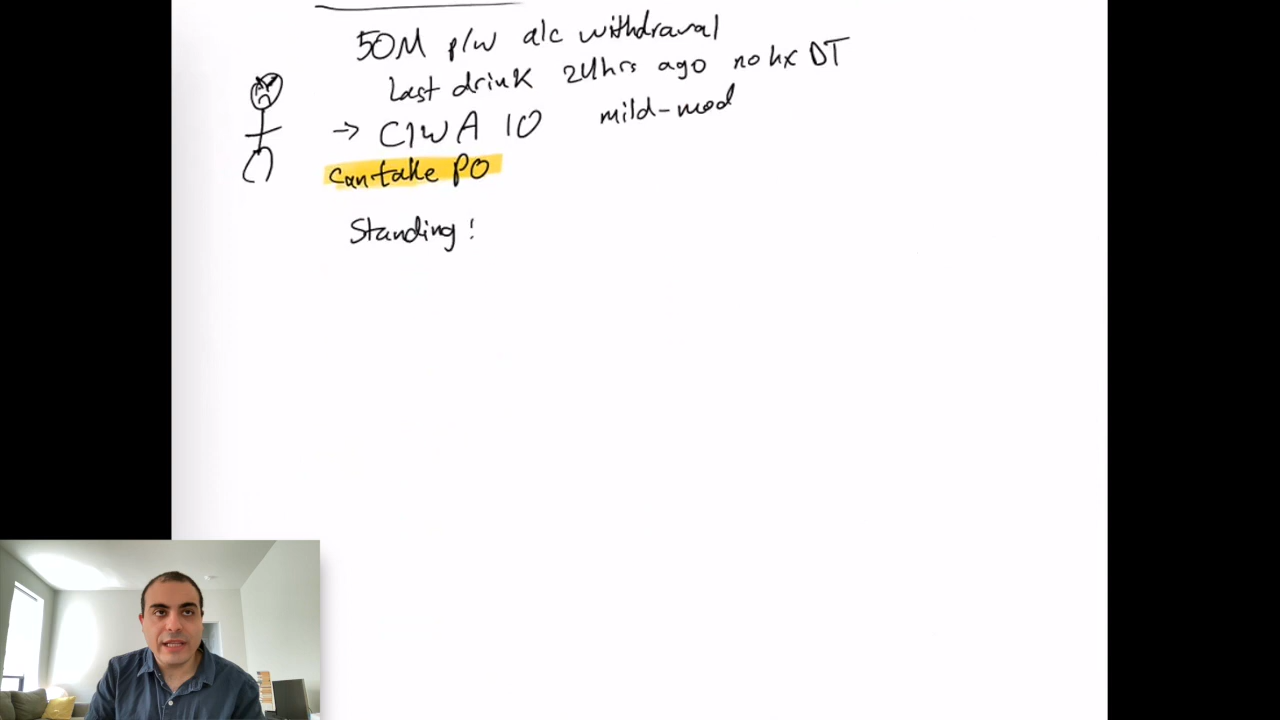 50M p/w alc withdrawal
Last drink 24hrs ago no hx DT
→ CIWA 10 mild-mod
Can take PO
Standing!